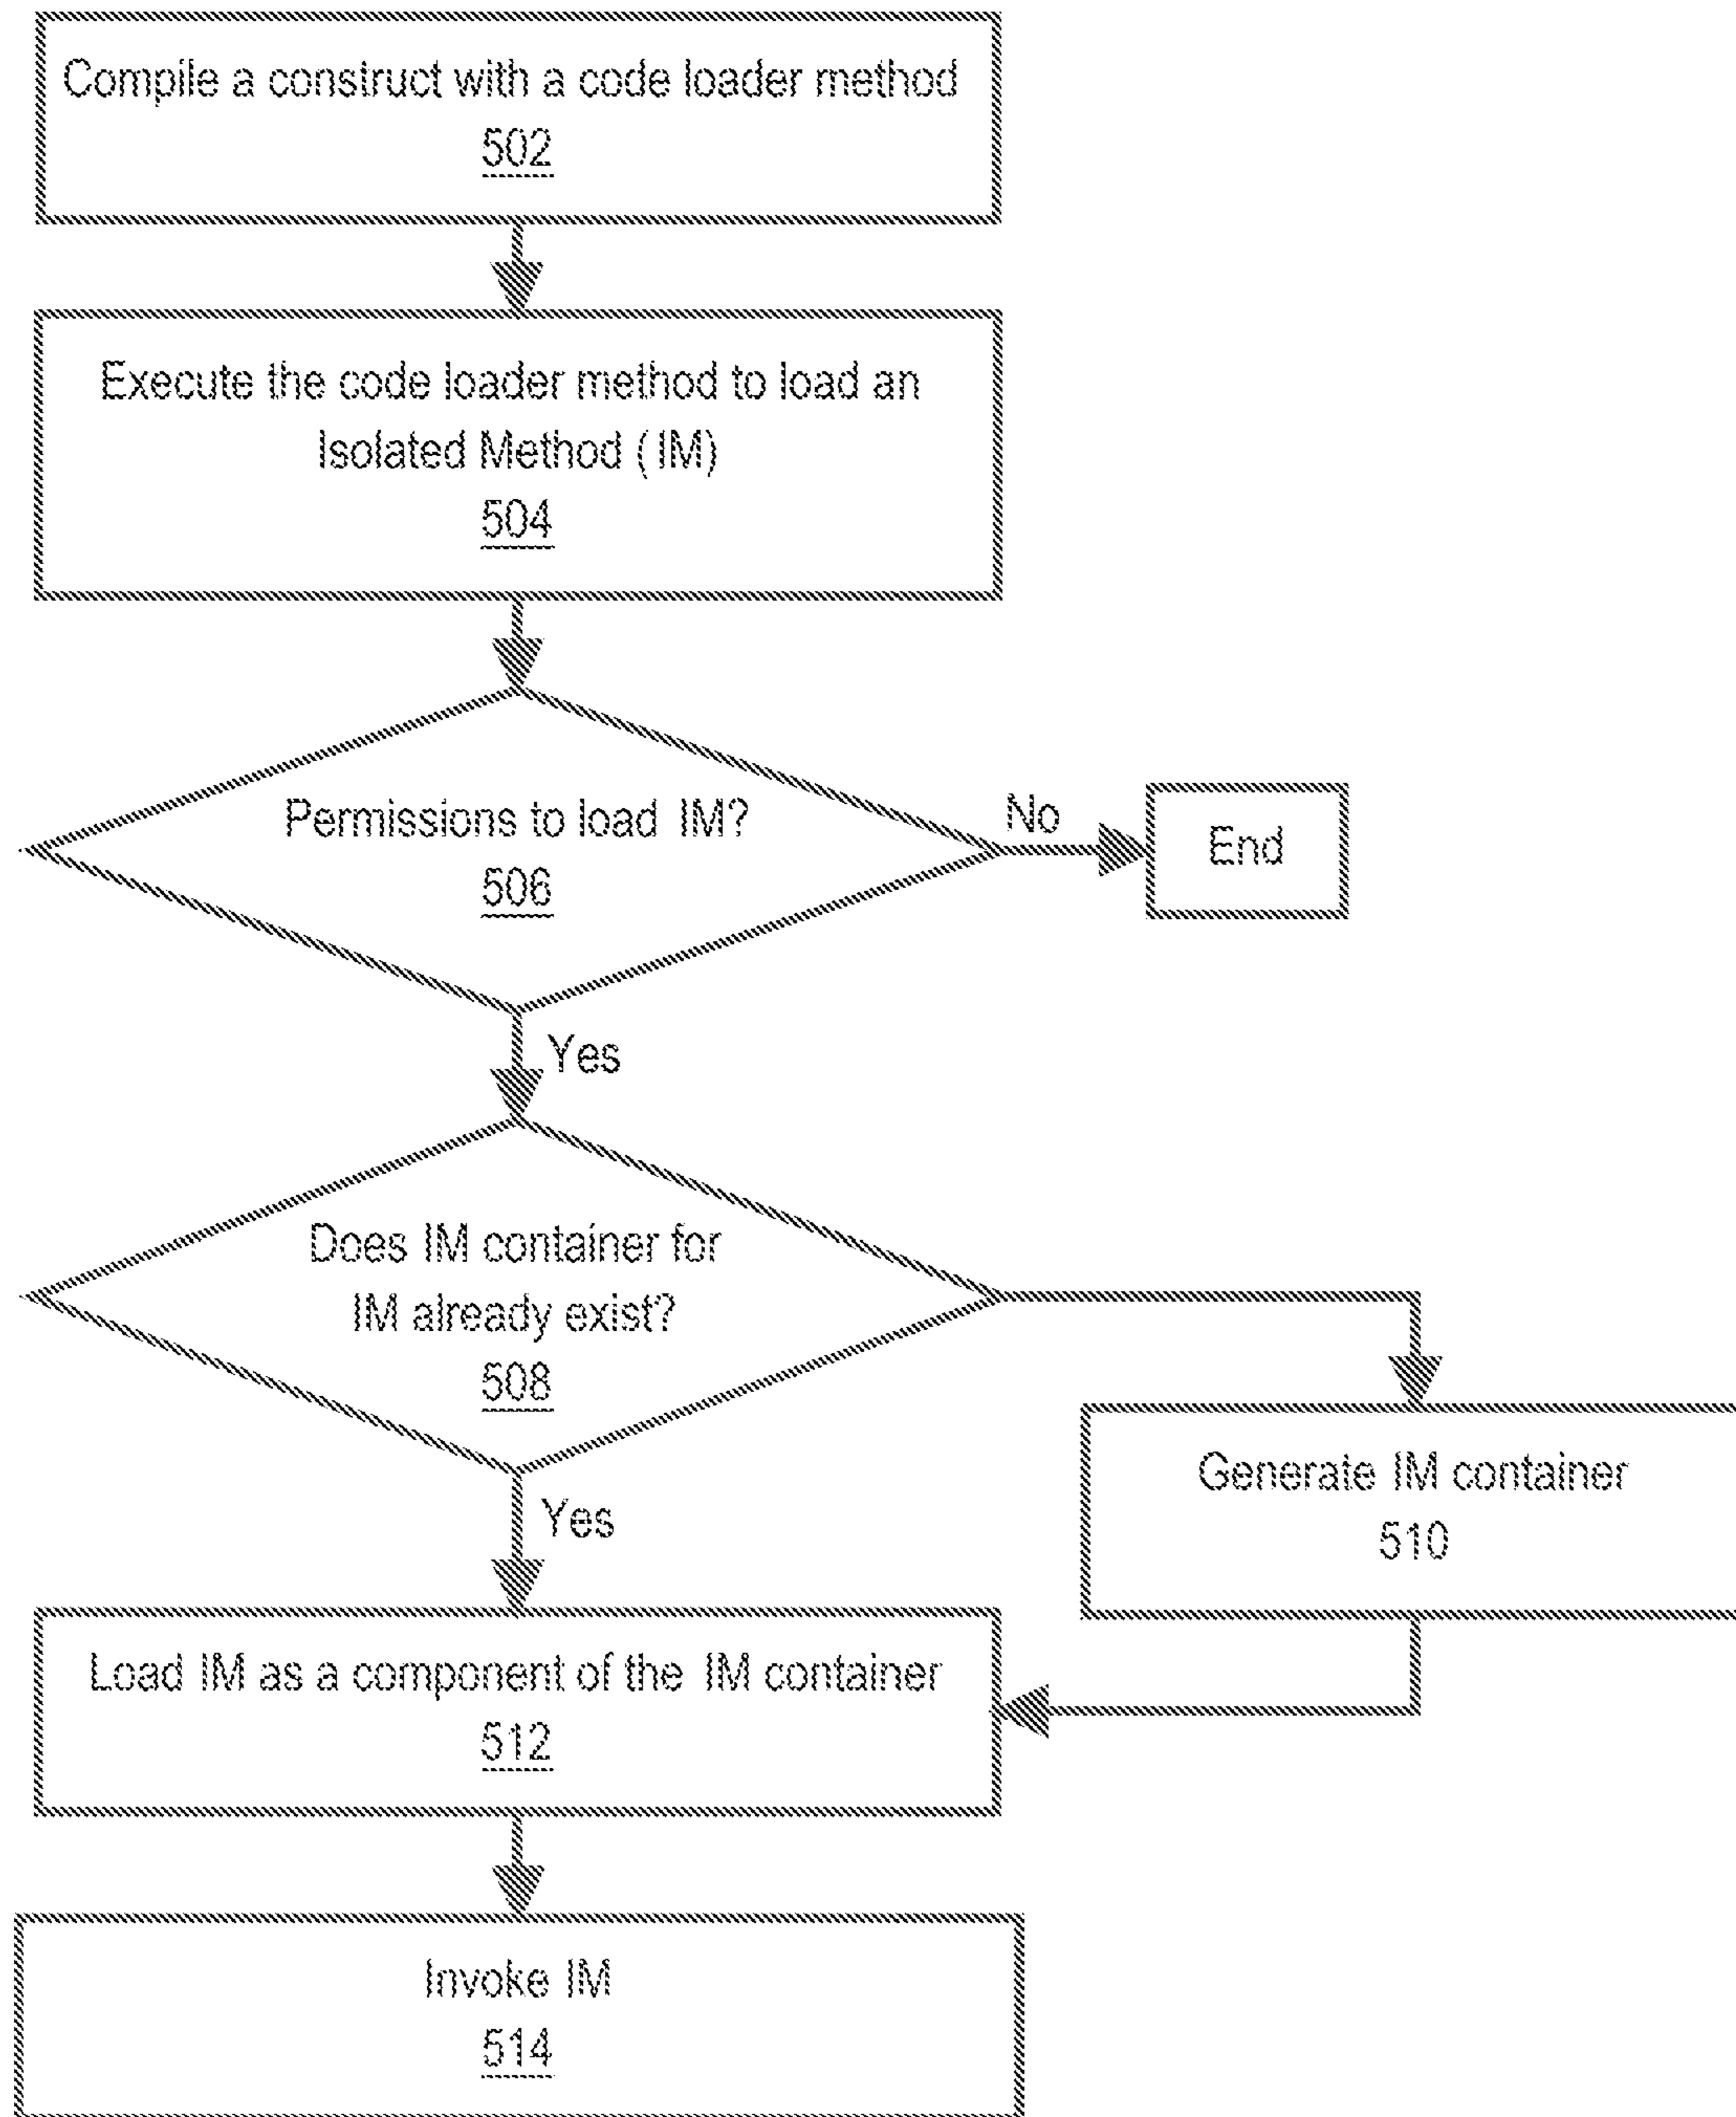 Compile a construct with a code loader method
502
Execute the code loader method to load an
Isolated Method (IM)
504
Permissions to load IM?
506
No
End
Yes
Does IM container for
IM already exist?
508
Generate IM container
510
Yes
Load IM as a component of the IM container
512
Invoke IM
514